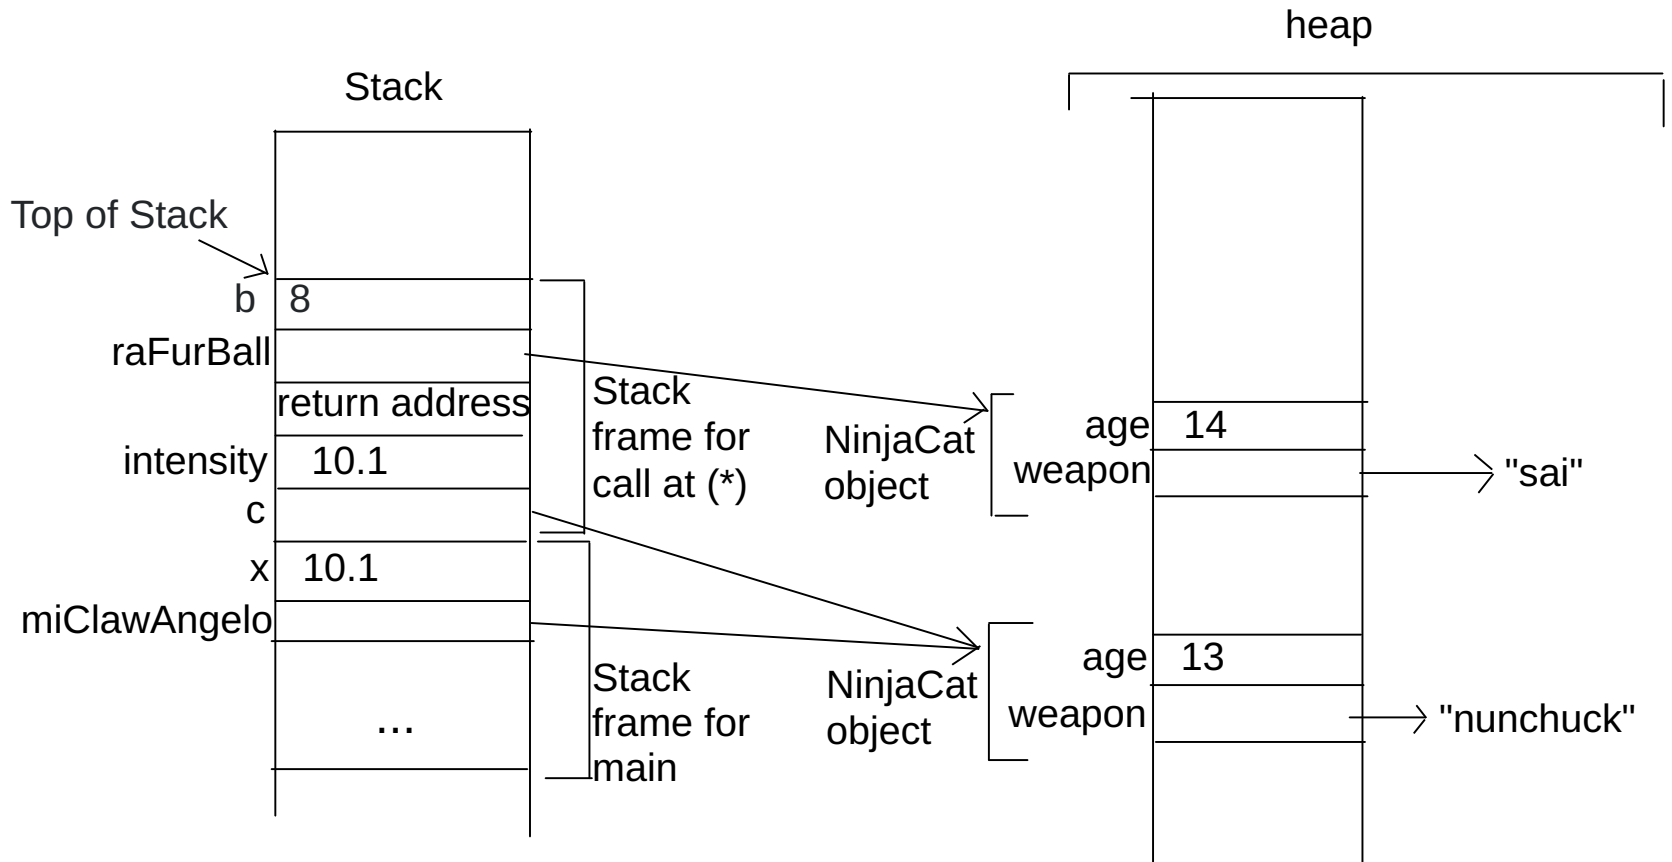 heap
Stack
Top of Stack
b 8
raFurBall
return address
intensity 10.1
c
x 10.1
miClawAngelo
...
Stack
frame for
call at (*)
Stack
frame for
main
NinjaCat
object
age 14
weapon "sai"
NinjaCat
object
age 13
weapon "nunchuck"